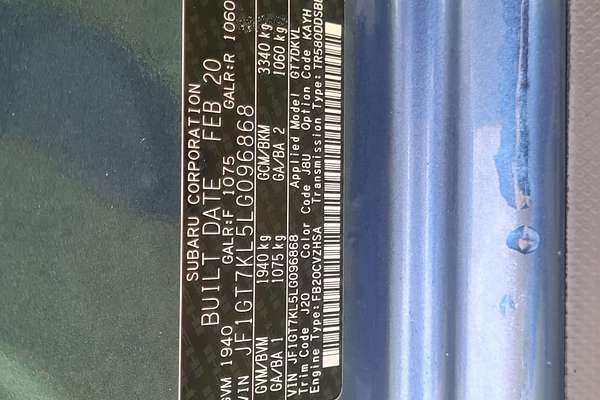 SUBARU CORPORATION
BUILT DATE FEB 20
GVM 1940 GALR:F 1075 GALR:R 1060
VIN JF1GT7KL5LG096868
GVM/BVM 1940 kg GCM/BKM 3340 kg
GA/BA 1 1075 kg GA/BA 2 1060 kg
VIN JF1GT7KL5LG096868 Applied Model GT7DKVL
Trim Code J20 Color Code J8U Option Code KAYH
Engine Type: FB20CVZHSA Transmission Type: